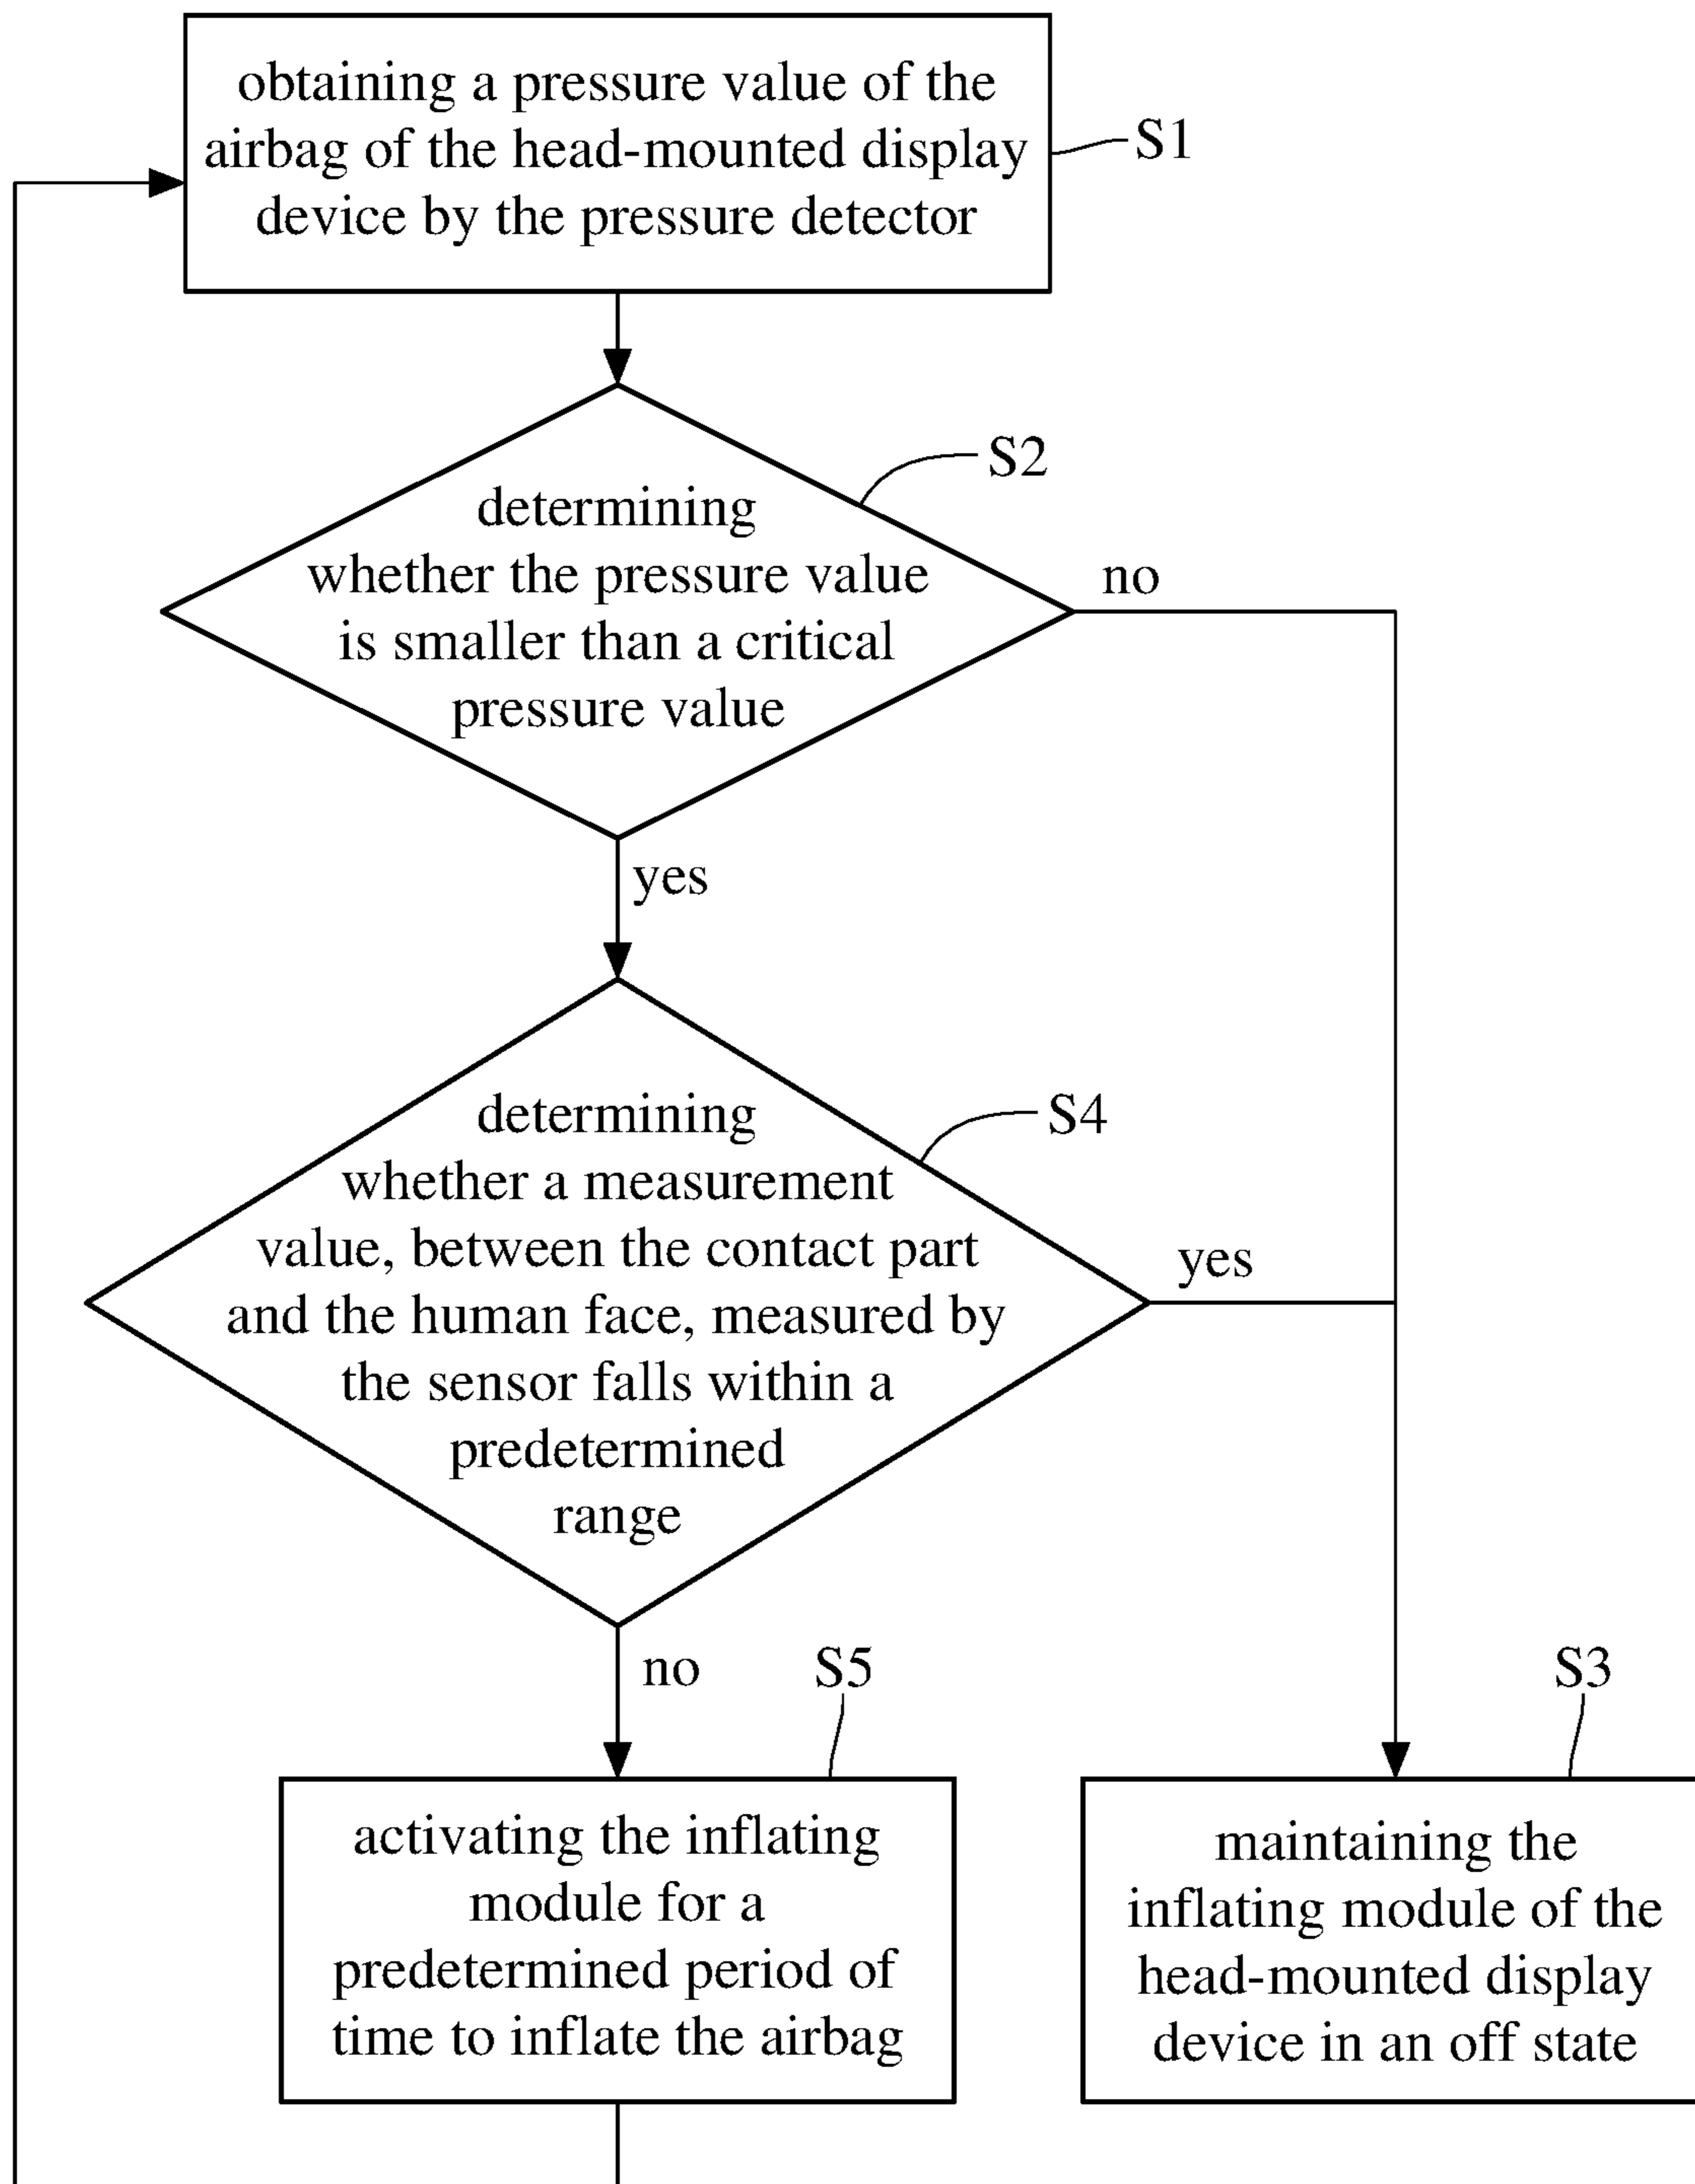 obtaining a pressure value of the
airbag of the head-mounted display
device by the pressure detector
S1
S2
determining
whether the pressure value
is smaller than a critical
pressure value
no
yes
S4
determining
whether a measurement
value, between the contact part
and the human face, measured by
the sensor falls within a
predetermined
range
yes
no
S5
S3
activating the inflating
module for a
predetermined period of
time to inflate the airbag
maintaining the
inflating module of the
head-mounted display
device in an off state